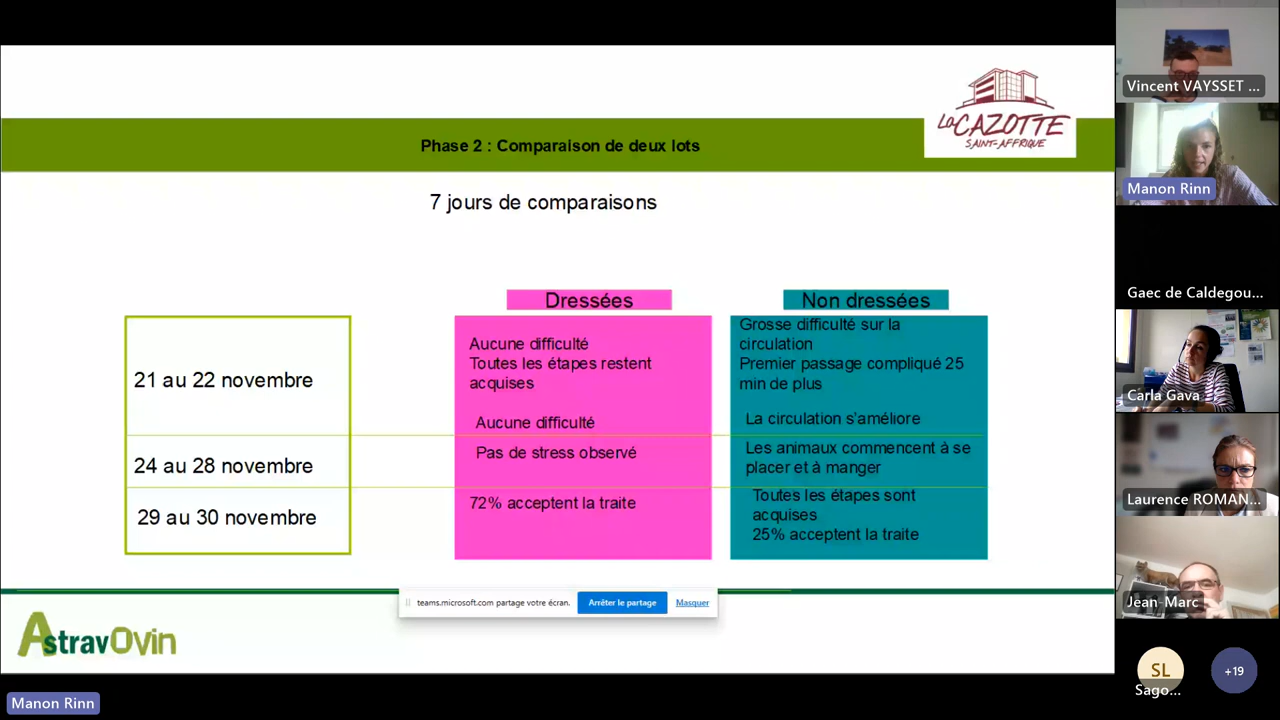 La CAZOTTE
SAINT-AFFRIQUE
Phase 2 : Comparaison de deux lots
7 jours de comparaisons
Dressées
Non dressées
21 au 22 novembre
Aucune difficulté
Toutes les étapes restent
acquises
Aucune difficulté
Grosse difficulté sur la
circulation
Premier passage compliqué 25
min de plus
La circulation s'améliore
24 au 28 novembre
Pas de stress observé
Les animaux commencent à se
placer et à manger
29 au 30 novembre
72% acceptent la traite
Toutes les étapes sont
acquises
25% acceptent la traite
teams.microsoft.com partage votre écran.
Arrêter le partage
Masquer
AstravOvin
Manon Rinn
Vincent VAYSSET ...
Manon Rinn
Gaec de Caldegou...
Carla Gava
Laurence ROMAN...
Jean-Marc
SL
Sago...
+19